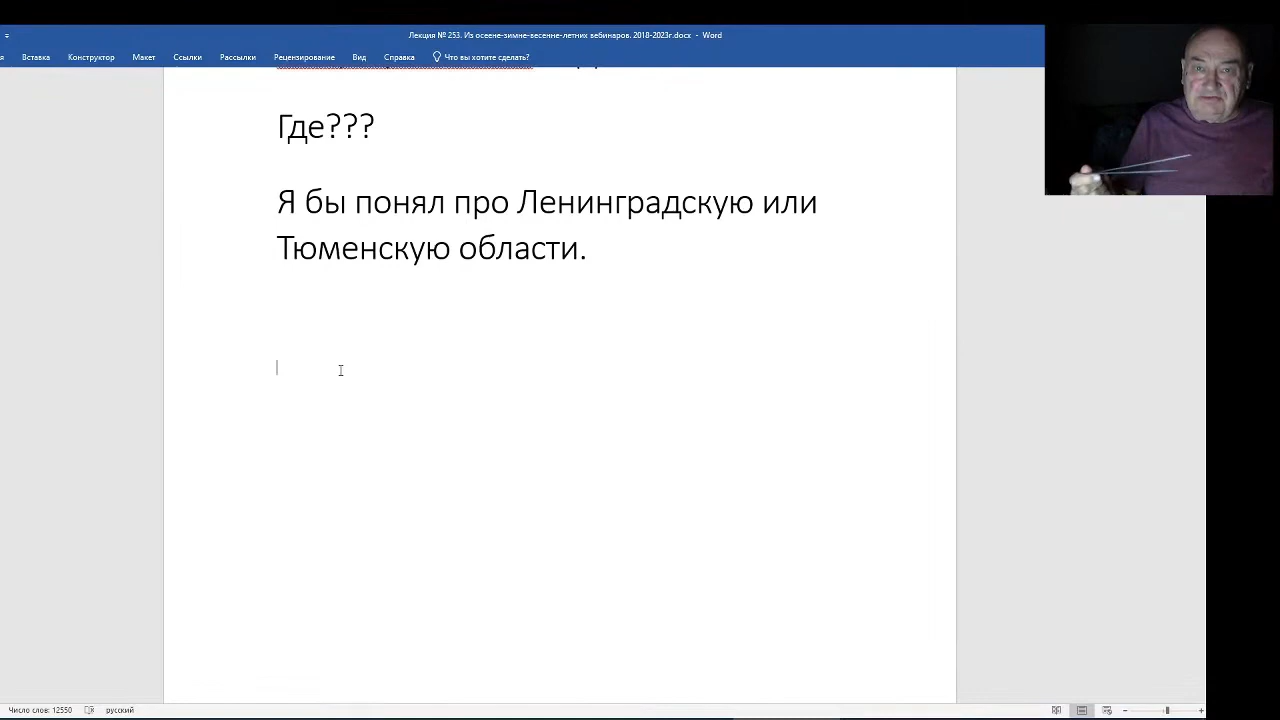 Лекция № 253. Из осеене-зимне-весенне-летних вебинаров. 2018-2023г.docx - Word
Вставка Конструктор Макет Ссылки Рассылки Рецензирование Вид Справка Что вы хотите сделать?
Где???
Я бы понял про Ленинградскую или
Тюменскую области.
Число слов: 12550 русский